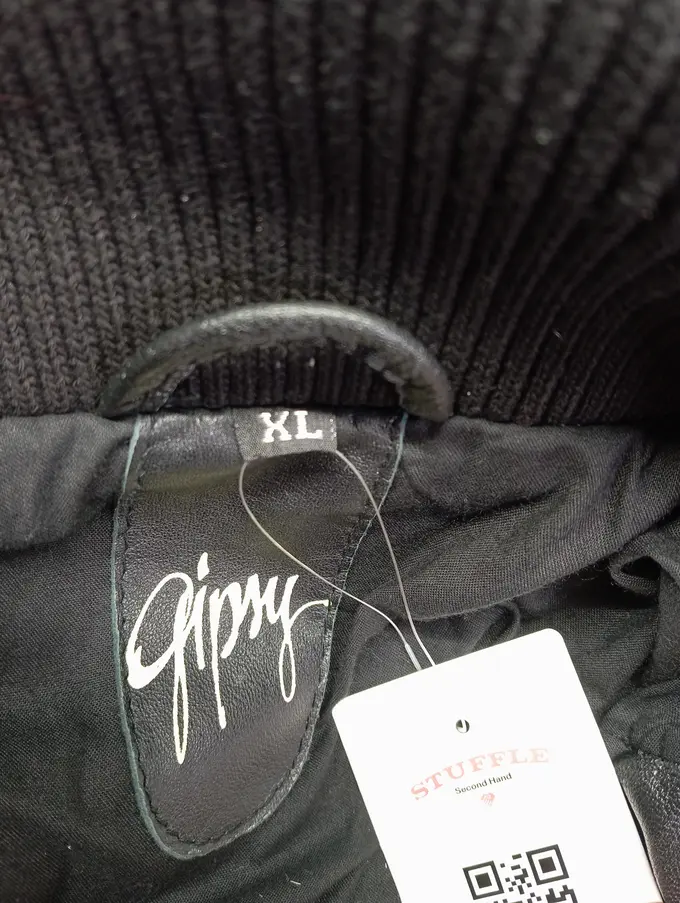 XL
Gipsy
STUFFLE
Second Hand